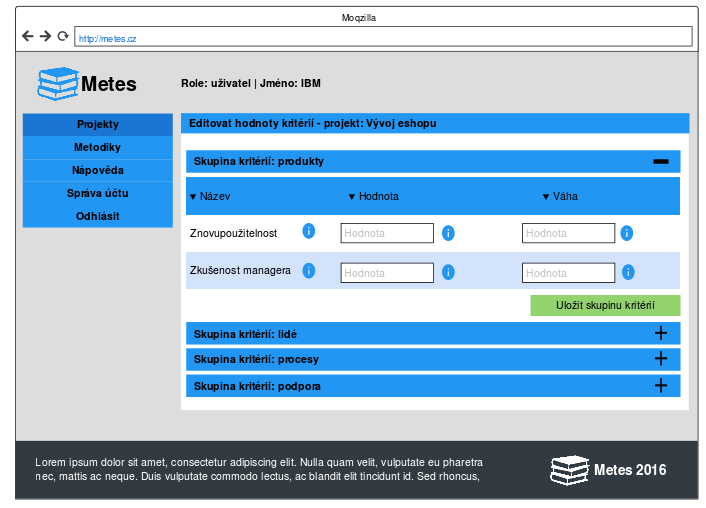 Moqzilla
http://metes.cz
Metes
Role: uživatel | Jméno: IBM
Projekty
Metodiky
Nápověda
Správa účtu
Odhlásit
Editovat hodnoty kritérií - projekt: Vývoj eshopu
Skupina kritérií: produkty
▼ Název ▼ Hodnota ▼ Váha
Znovupoužitelnost i Hodnota i Hodnota i
Zkušenost managera i Hodnota i Hodnota i
Uložit skupinu kritérií
Skupina kritérií: lidé
Skupina kritérií: procesy
Skupina kritérií: podpora
Lorem ipsum dolor sit amet, consectetur adipiscing elit. Nulla quam velit, vulputate eu pharetra
nec, mattis ac neque. Duis vulputate commodo lectus, ac blandit elit tincidunt id. Sed rhoncus,
Metes 2016